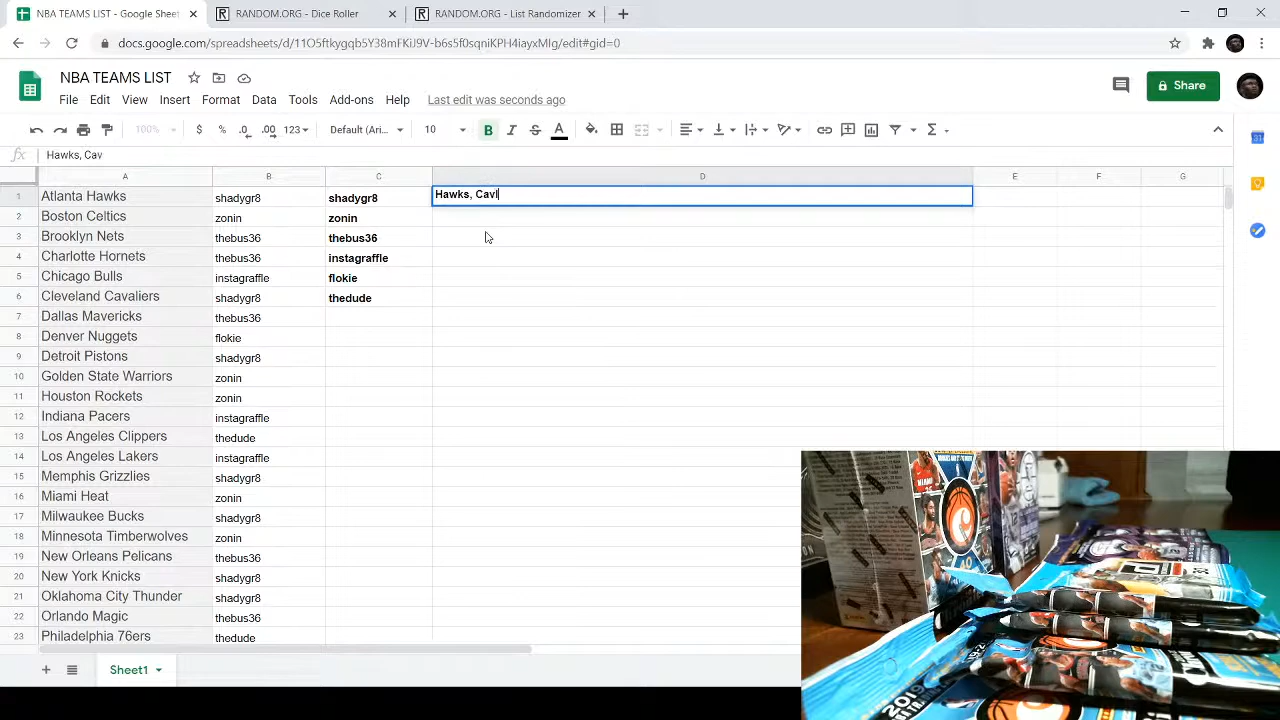 NBA TEAMS LIST - Google Sheet
RANDOM.ORG - Dice Roller
RANDOM.ORG - List Randomizer
docs.google.com/spreadsheets/d/11O5ftkygqb5Y38mFKiJ9V-b6s5f0sqniKPH4iayxMIg/edit#gid=0
NBA TEAMS LIST
File Edit View Insert Format Data Tools Add-ons Help Last edit was seconds ago
Share
100% $ % .0 .00 123 Default (Ari... 10 B I S A
fx Hawks, Cav
A B C D E F G
1 Atlanta Hawks shadygr8 shadygr8 Hawks, Cavl
2 Boston Celtics zonin zonin
3 Brooklyn Nets thebus36 thebus36
4 Charlotte Hornets thebus36 instagraffle
5 Chicago Bulls instagraffle flokie
6 Cleveland Cavaliers shadygr8 thedude
7 Dallas Mavericks thebus36
8 Denver Nuggets flokie
9 Detroit Pistons shadygr8
10 Golden State Warriors zonin
11 Houston Rockets zonin
12 Indiana Pacers instagraffle
13 Los Angeles Clippers thedude
14 Los Angeles Lakers instagraffle
15 Memphis Grizzlies shadygr8
16 Miami Heat zonin
17 Milwaukee Bucks shadygr8
18 Minnesota Timberwolves zonin
19 New Orleans Pelicans thebus36
20 New York Knicks shadygr8
21 Oklahoma City Thunder shadygr8
22 Orlando Magic thebus36
23 Philadelphia 76ers thedude
Sheet1
MIAMI
2019